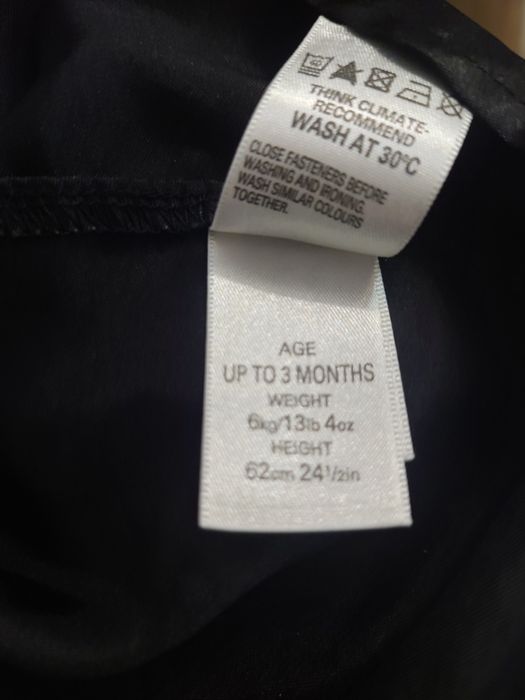 40
THINK CLIMATE-
RECOMMEND
WASH AT 30°C
CLOSE FASTENERS BEFORE
WASHING AND IRONING.
WASH SIMILAR COLOURS
TOGETHER.
AGE
UP TO 3 MONTHS
WEIGHT
6kg/13lb 4oz
HEIGHT
62cm 24½in